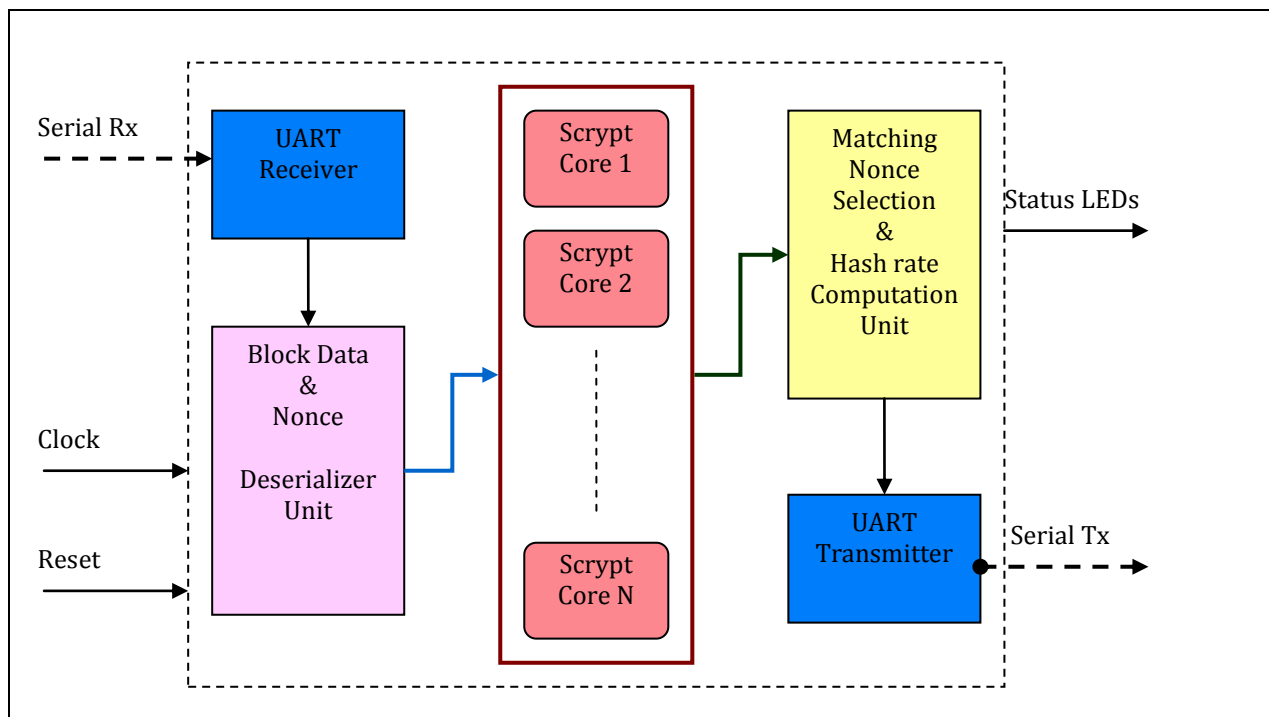 Serial Rx
UART
Receiver
Block Data
&
Nonce
Deserializer
Unit
Clock
Reset
Scrypt
Core 1
Scrypt
Core 2
Scrypt
Core N
Matching
Nonce
Selection
&
Hash rate
Computation
Unit
Status LEDs
UART
Transmitter
Serial Tx